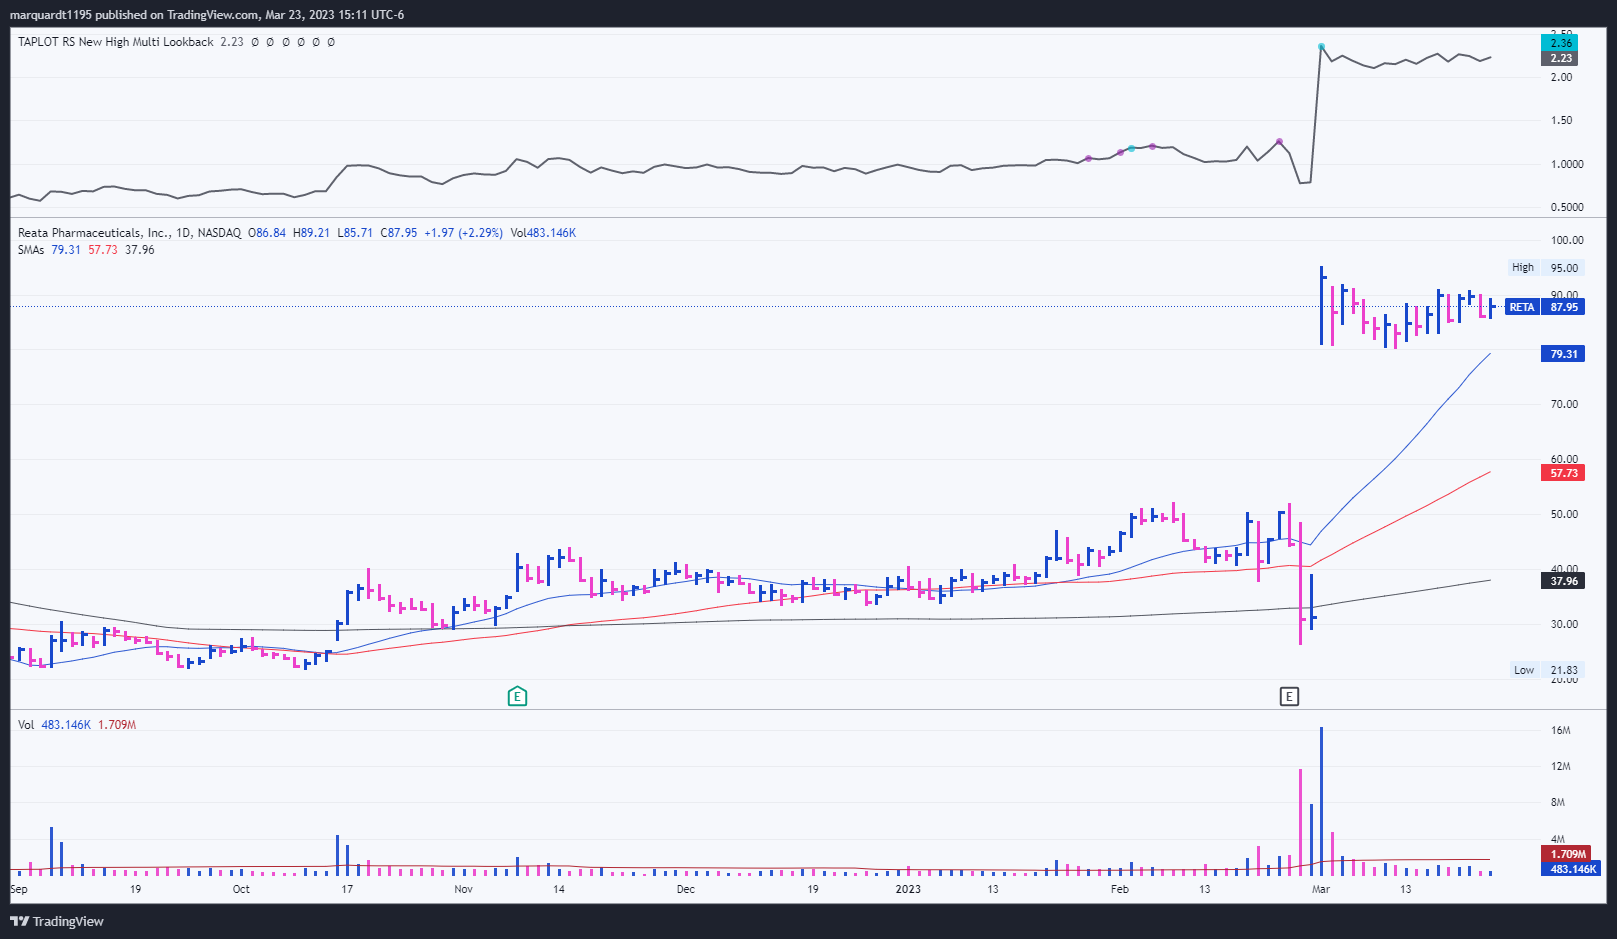 marquardt1195 published on TradingView.com, Mar 23, 2023 15:11 UTC-6
TAPLOT RS New High Multi Lookback 2.23 Ø Ø Ø Ø Ø Ø
2.50
2.36
2.23
2.00
1.50
1.0000
0.5000
Reata Pharmaceuticals, Inc., 1D, NASDAQ O86.84 H89.21 L85.71 C87.95 +1.97 (+2.29%) Vol483.146K
SMAs 79.31 57.73 37.96
100.00
High 95.00
90.00
RETA 87.95
79.31
70.00
60.00
57.73
50.00
40.00
37.96
30.00
Low 21.83
20.00
E E
Vol 483.146K 1.709M
16M
12M
8M
4M
1.709M
483.146K
Sep 19 Oct 17 Nov 14 Dec 19 2023 13 Feb 13 Mar 13
TradingView